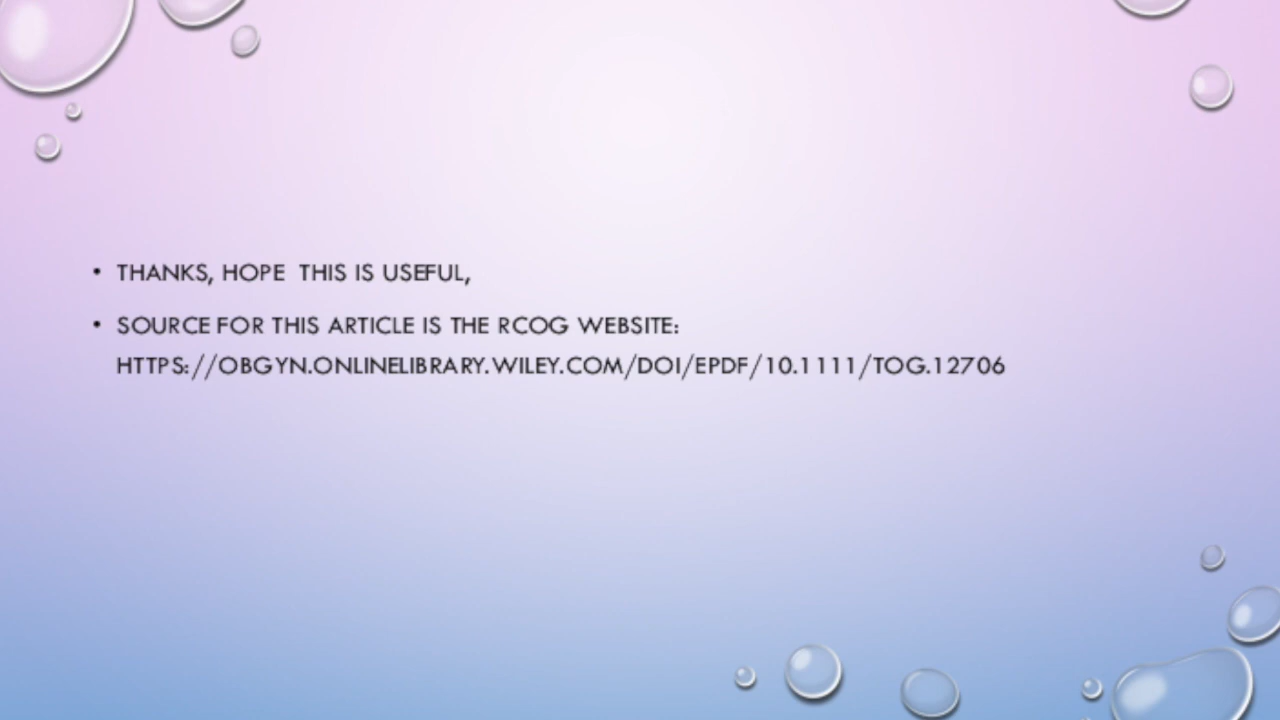 • THANKS, HOPE  THIS IS USEFUL,
• SOURCE FOR THIS ARTICLE IS THE RCOG WEBSITE:
HTTPS://OBGYN.ONLINELIBRARY.WILEY.COM/DOI/EPDF/10.1111/TOG.12706